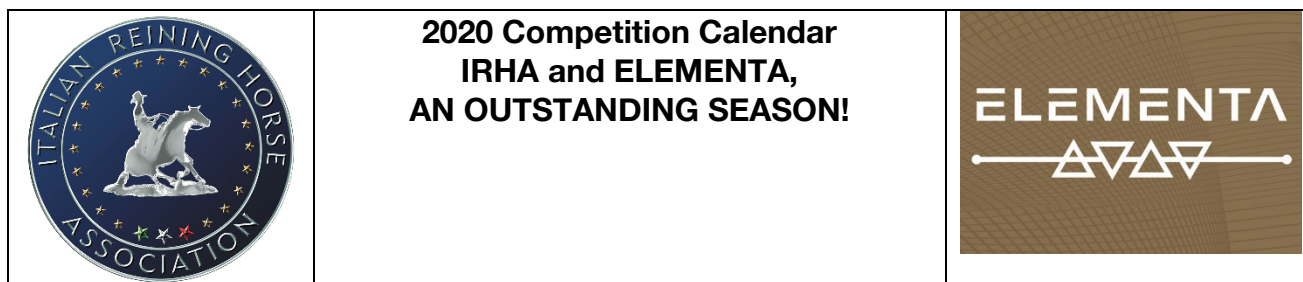 ITALIAN REINING HORSE
ASSOCIATION
2020 Competition Calendar
IRHA and ELEMENTA,
AN OUTSTANDING SEASON!
ELEMENTA